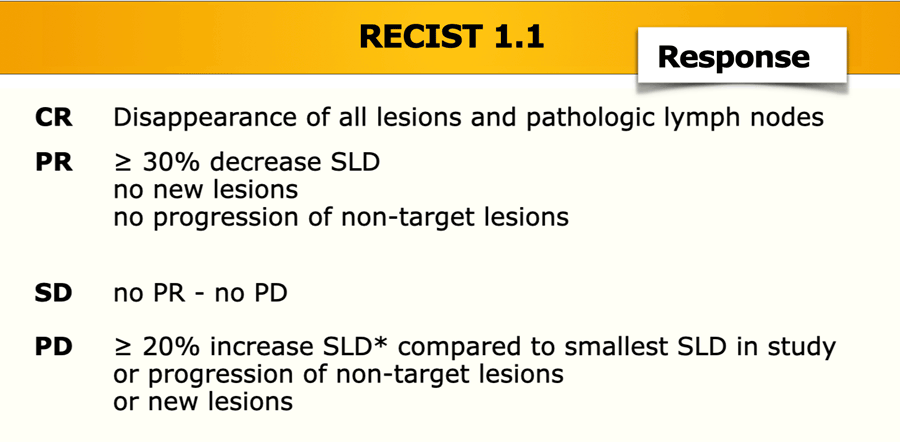 RECIST 1.1
Response
CR Disappearance of all lesions and pathologic lymph nodes
PR ≥ 30% decrease SLD
no new lesions
no progression of non-target lesions
SD no PR - no PD
PD ≥ 20% increase SLD* compared to smallest SLD in study
or progression of non-target lesions
or new lesions